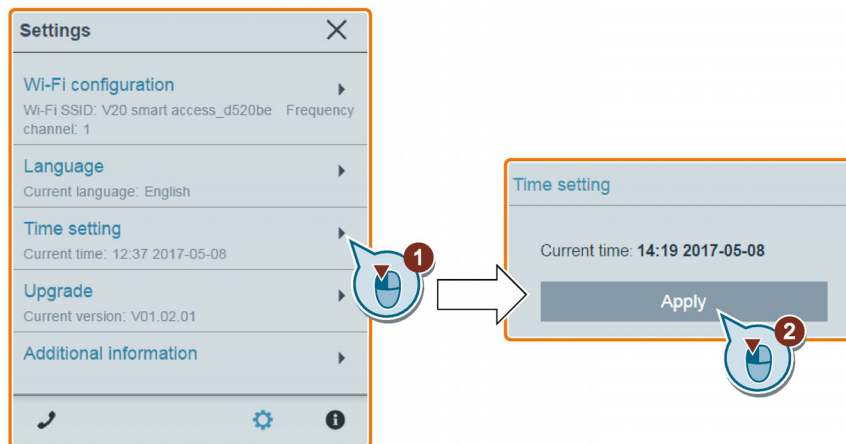 Settings
Wi-Fi configuration
Wi-Fi SSID: V20 smart access_d520be Frequency
channel: 1
Language
Current language: English
Time setting
Current time: 12:37 2017-05-08
1
Upgrade
Current version: V01.02.01
Additional information
Time setting
Current time: 14:19 2017-05-08
Apply
2